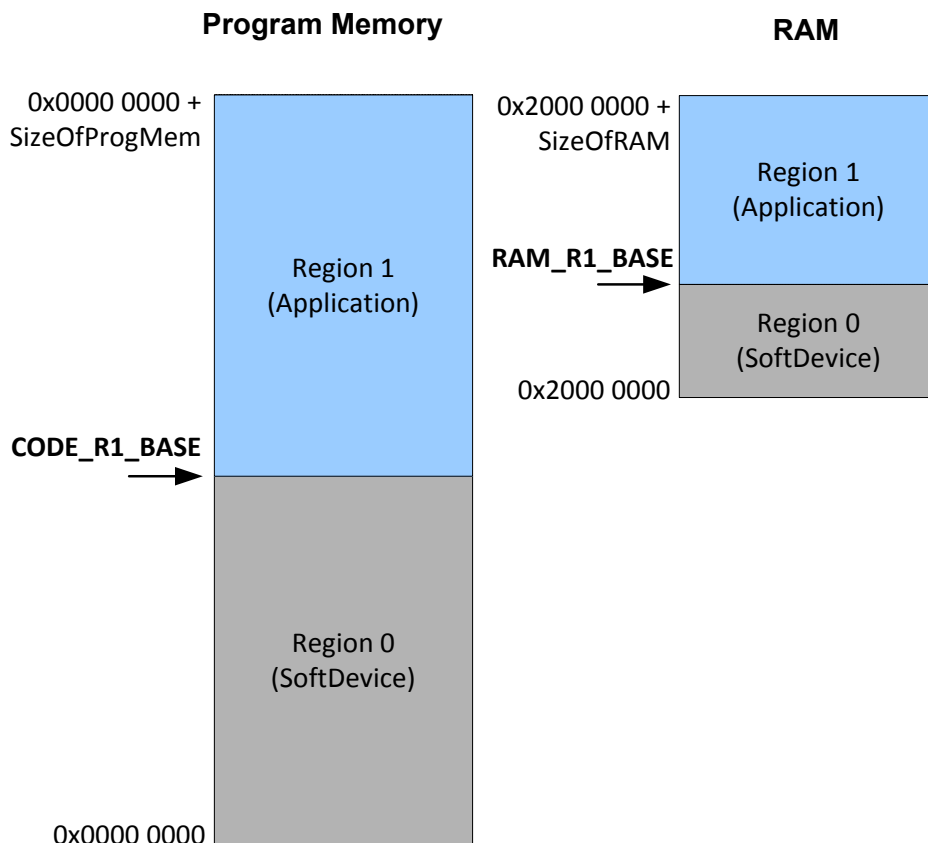 Program Memory
RAM
0x0000 0000 +
SizeOfProgMem
0x2000 0000 +
SizeOfRAM
Region 1
(Application)
RAM_R1_BASE
Region 1
(Application)
Region 0
(SoftDevice)
0x2000 0000
CODE_R1_BASE
Region 0
(SoftDevice)
0x0000 0000